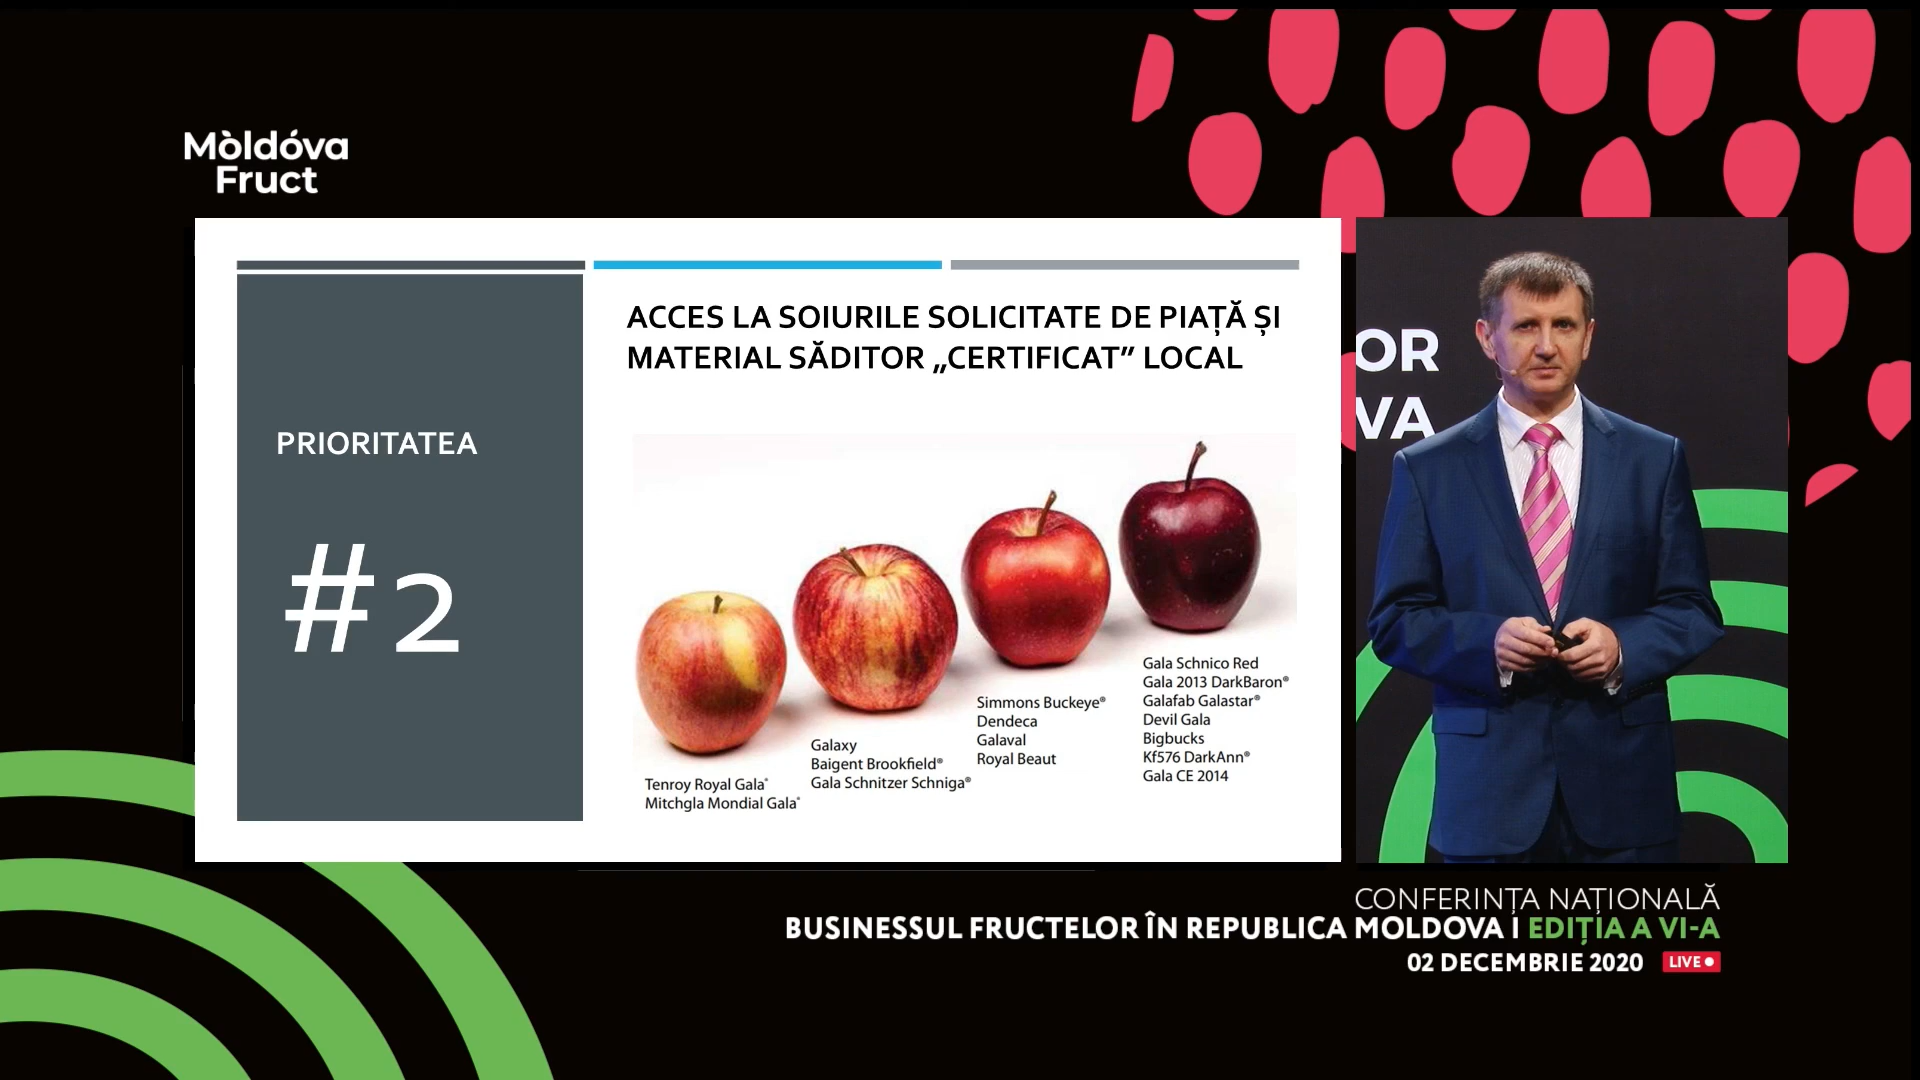 Mòldóva
Fruct
PRIORITATEA
#2
ACCES LA SOIURILE SOLICITATE DE PIAȚĂ ȘI
MATERIAL SĂDITOR „CERTIFICAT” LOCAL
Tenroy Royal Gala®
Mitchgla Mondial Gala®
Galaxy
Baigent Brookfield®
Gala Schnitzer Schniga®
Simmons Buckeye®
Dendeca
Galaval
Royal Beaut
Gala Schnico Red
Gala 2013 DarkBaron®
Galafab Galastar®
Devil Gala
Bigbucks
Kf576 DarkAnn®
Gala CE 2014
OR
VA
CONFERINȚA NAȚIONALĂ
BUSINESSUL FRUCTELOR ÎN REPUBLICA MOLDOVA I EDIȚIA A VI-A
02 DECEMBRIE 2020 LIVE